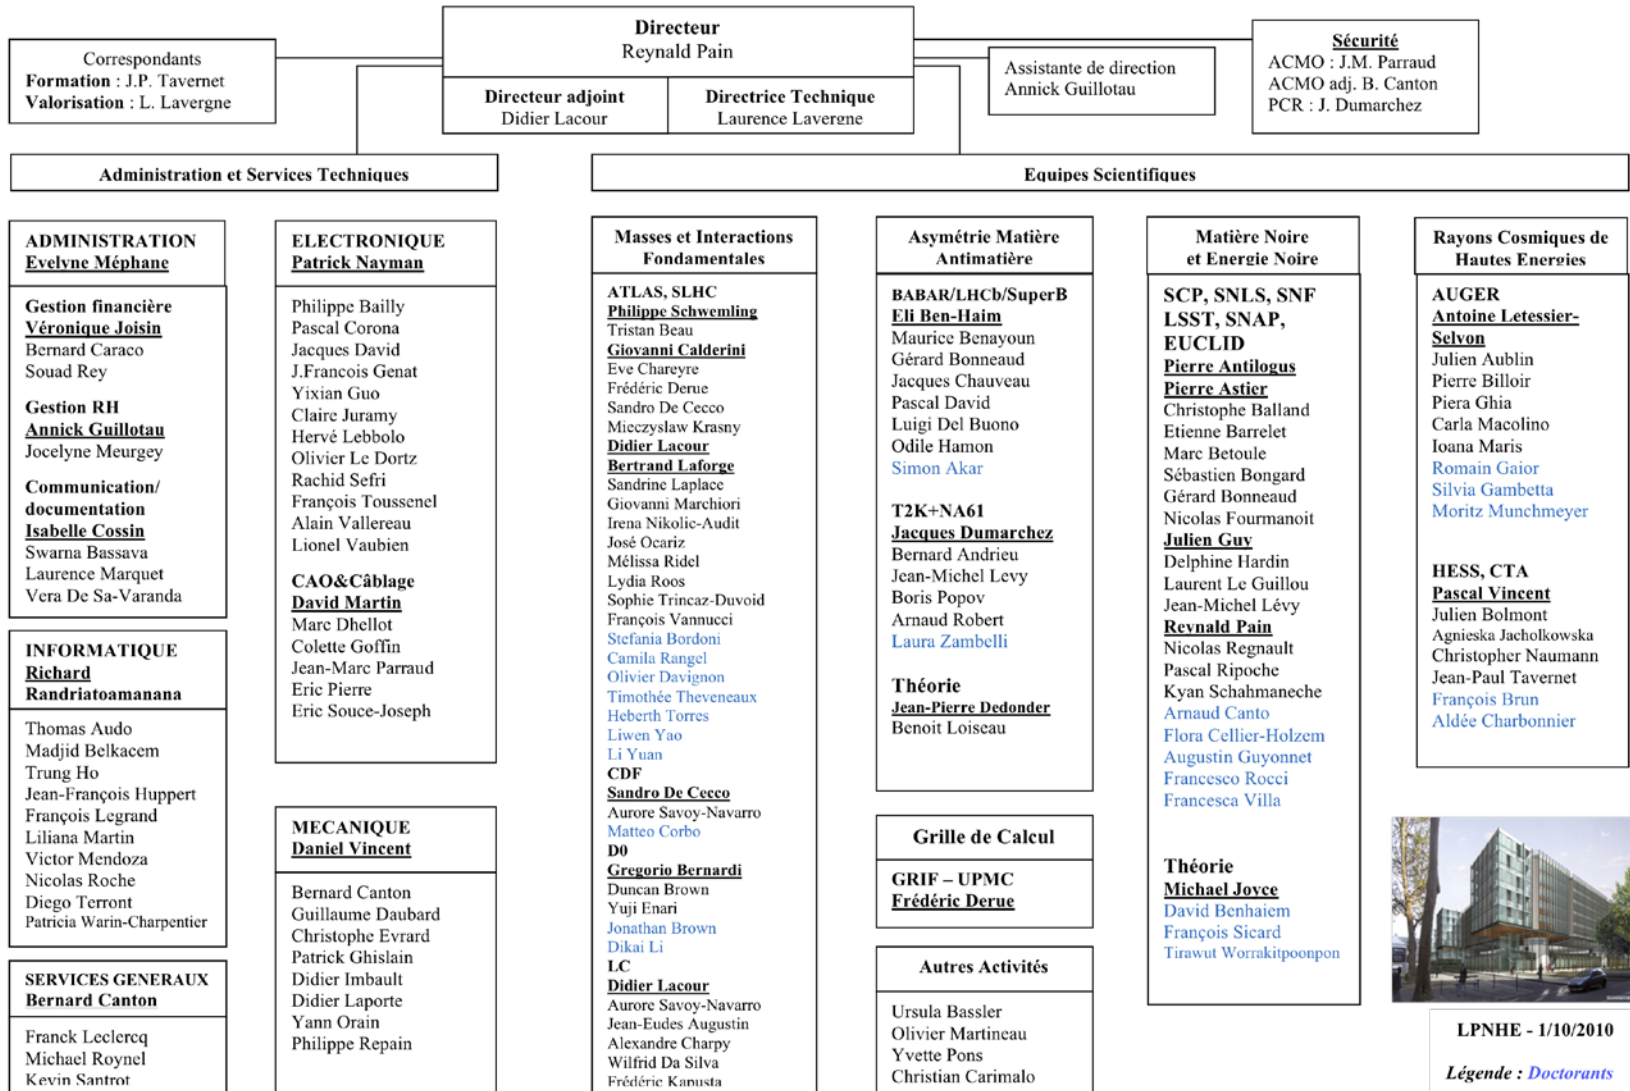 Directeur
Reynald Pain
Directeur adjoint
Didier Lacour
Directrice Technique
Laurence Lavergne
Correspondants
Formation : J.P. Tavernet
Valorisation : L. Lavergne
Assistante de direction
Annick Guillotau
Sécurité
ACMO : J.M. Parraud
ACMO adj. B. Canton
PCR : J. Dumarchez
Administration et Services Techniques
Equipes Scientifiques
ADMINISTRATION
Evelyne Méphane
Gestion financière
Véronique Joisin
Bernard Caraco
Souad Rey
Gestion RH
Annick Guillotau
Jocelyne Meurgey
Communication/
documentation
Isabelle Cossin
Swarna Bassava
Laurence Marquet
Vera De Sa-Varanda
INFORMATIQUE
Richard
Randriatoamanana
Thomas Audo
Madjid Belkacem
Trung Ho
Jean-François Huppert
François Legrand
Liliana Martin
Victor Mendoza
Nicolas Roche
Diego Terront
Patricia Warin-Charpentier
SERVICES GENERAUX
Bernard Canton
Franck Leclercq
Michael Roynel
Kevin Santrot
ELECTRONIQUE
Patrick Nayman
Philippe Bailly
Pascal Corona
Jacques David
J.Francois Genat
Yixian Guo
Claire Juramy
Hervé Lebbolo
Olivier Le Dortz
Rachid Sefri
François Toussenel
Alain Vallereau
Lionel Vaubien
CAO&Câblage
David Martin
Marc Dhellot
Colette Goffin
Jean-Marc Parraud
Eric Pierre
Eric Souce-Joseph
MECANIQUE
Daniel Vincent
Bernard Canton
Guillaume Daubard
Christophe Evrard
Patrick Ghislain
Didier Imbault
Didier Laporte
Yann Orain
Philippe Repain
Masses et Interactions
Fondamentales
ATLAS, SLHC
Philippe Schwemling
Tristan Beau
Giovanni Calderini
Eve Chareyre
Frédéric Derue
Sandro De Cecco
Mieczyslaw Krasny
Didier Lacour
Bertrand Laforge
Sandrine Laplace
Giovanni Marchiori
Irena Nikolic-Audit
José Ocariz
Mélissa Ridel
Lydia Roos
Sophie Trincaz-Duvoid
François Vannucci
Stefania Bordoni
Camila Rangel
Olivier Davignon
Timothée Theveneaux
Heberth Torres
Liwen Yao
Li Yuan
CDF
Sandro De Cecco
Aurore Savoy-Navarro
Matteo Corbo
D0
Gregorio Bernardi
Duncan Brown
Yuji Enari
Jonathan Brown
Dikai Li
LC
Didier Lacour
Aurore Savoy-Navarro
Jean-Eudes Augustin
Alexandre Charpy
Wilfrid Da Silva
Frédéric Kapusta
Asymétrie Matière
Antimatière
BABAR/LHCb/SuperB
Eli Ben-Haim
Maurice Benayoun
Gérard Bonneaud
Jacques Chauveau
Pascal David
Luigi Del Buono
Odile Hamon
Simon Akar
T2K+NA61
Jacques Dumarchez
Bernard Andrieu
Jean-Michel Levy
Boris Popov
Arnaud Robert
Laura Zambelli
Théorie
Jean-Pierre Dedonder
Benoit Loiseau
Grille de Calcul
GRIF – UPMC
Frédéric Derue
Autres Activités
Ursula Bassler
Olivier Martineau
Yvette Pons
Christian Carimalo
Matière Noire
et Energie Noire
SCP, SNLS, SNF
LSST, SNAP,
EUCLID
Pierre Antilogus
Pierre Astier
Christophe Balland
Etienne Barrelet
Marc Betoule
Sébastien Bongard
Gérard Bonneaud
Nicolas Fourmanoit
Julien Guy
Delphine Hardin
Laurent Le Guillou
Jean-Michel Lévy
Reynald Pain
Nicolas Regnault
Pascal Ripoche
Kyan Schahmaneche
Arnaud Canto
Flora Cellier-Holzem
Augustin Guyonnet
Francesco Rocci
Francesca Villa
Théorie
Michael Joyce
David Benhaiem
François Sicard
Tirawut Worrakitpoonpon
Rayons Cosmiques de
Hautes Energies
AUGER
Antoine Letessier-
Selvon
Julien Aublin
Pierre Billoir
Piera Ghia
Carla Macolino
Ioana Maris
Romain Gaior
Silvia Gambetta
Moritz Munchmeyer
HESS, CTA
Pascal Vincent
Julien Bolmont
Agnieska Jacholkowska
Christopher Naumann
Jean-Paul Tavernet
François Brun
Aldée Charbonnier
LPNHE - 1/10/2010
Légende : Doctorants